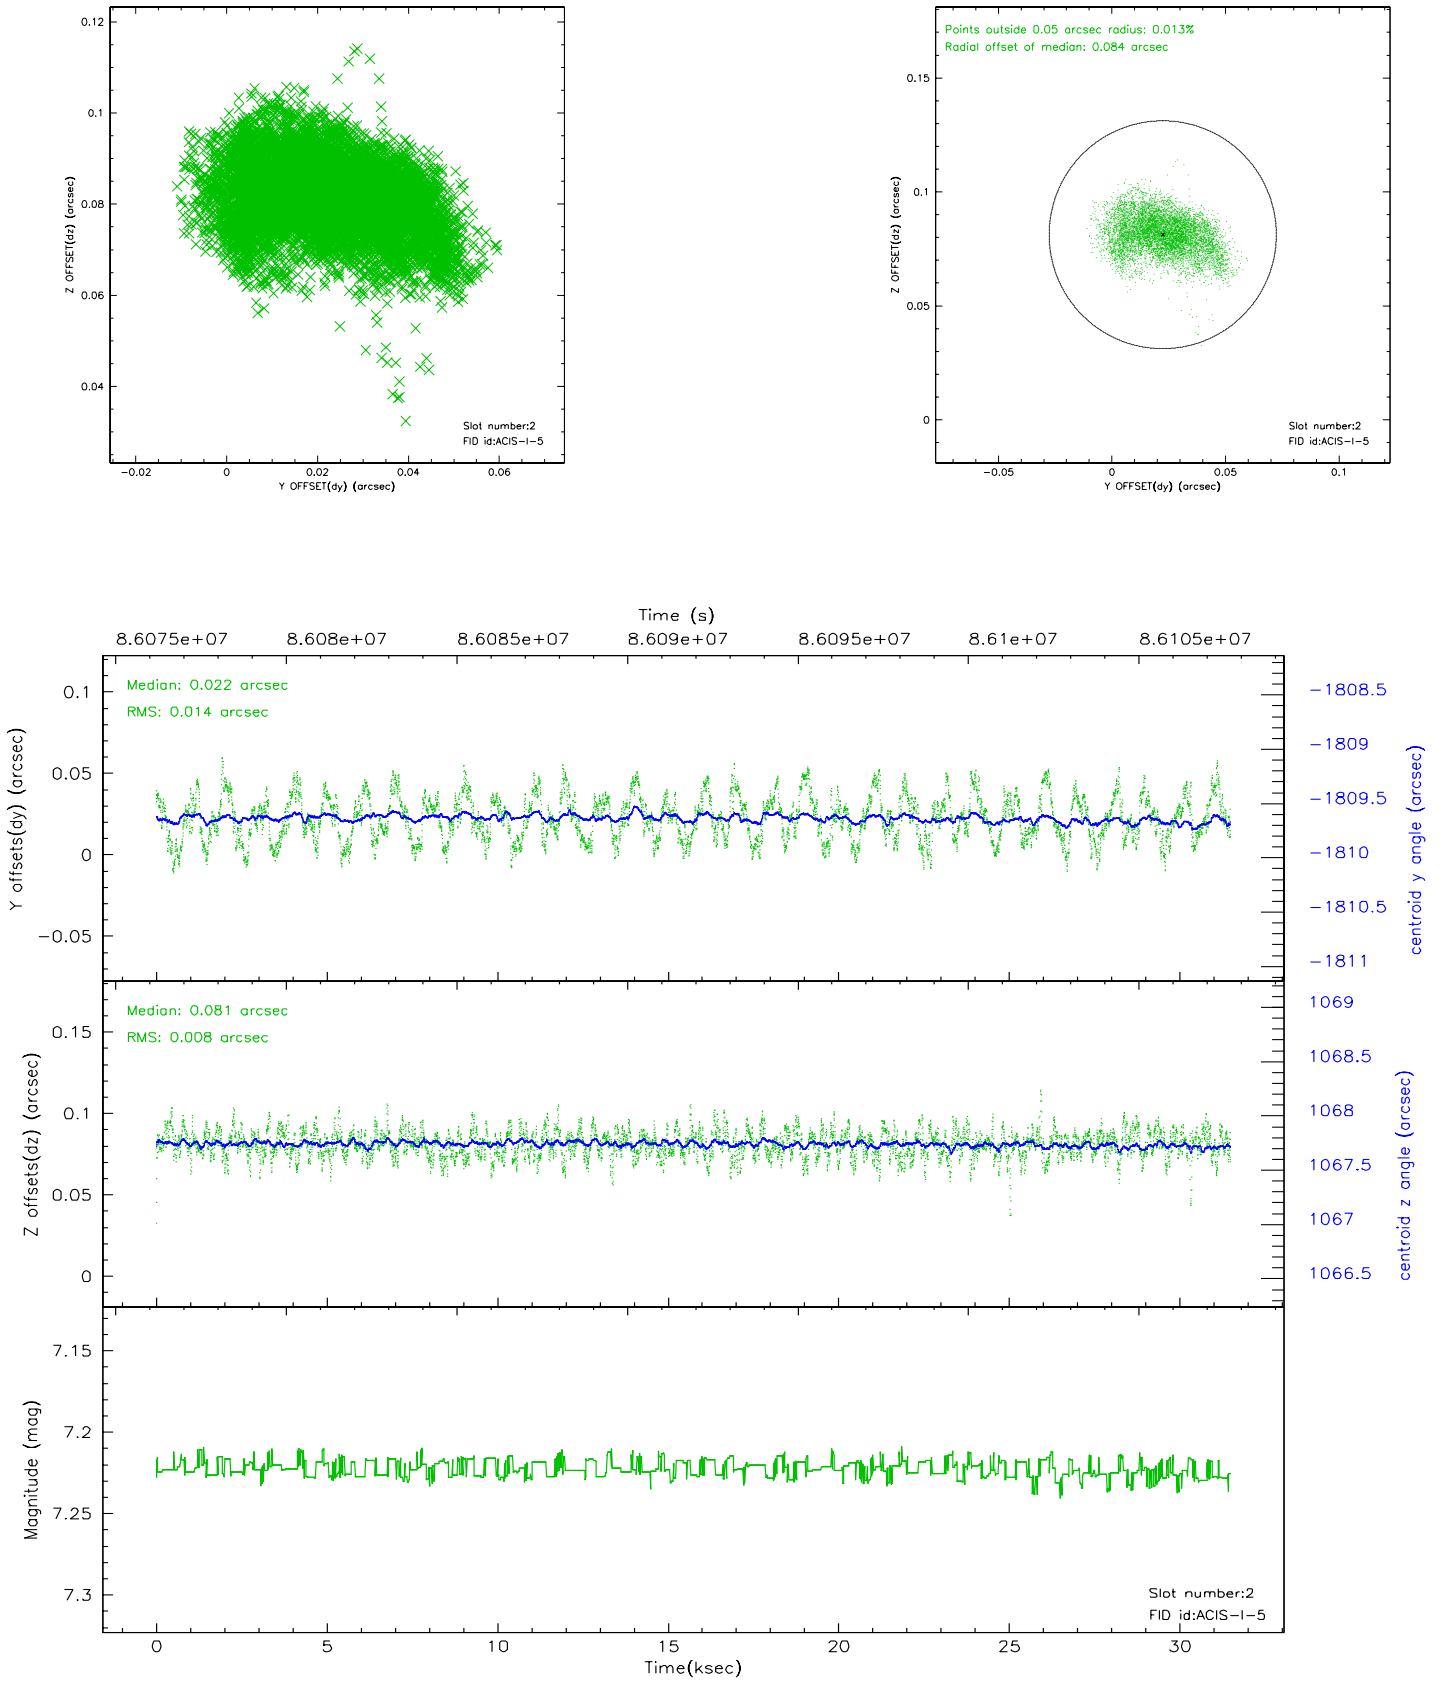 0.12
0.1
0.08
0.06
0.04
Z OFFSET(dz) (arcsec)
Slot number:2
FID id:ACIS-I-5
-0.02 0 0.02 0.04 0.06
Y OFFSET(dy) (arcsec)
Points outside 0.05 arcsec radius: 0.013%
Radial offset of median: 0.084 arcsec
0.15
0.1
0.05
0
Z OFFSET(dz) (arcsec)
Slot number:2
FID id:ACIS-I-5
-0.05 0 0.05 0.1
Y OFFSET(dy) (arcsec)
Time (s)
8.6075e+07 8.608e+07 8.6085e+07 8.609e+07 8.6095e+07 8.61e+07 8.6105e+07
Median: 0.022 arcsec
RMS: 0.014 arcsec
0.1
0.05
0
-0.05
Y offsets(dy) (arcsec)
-1808.5
-1809
-1809.5
-1810
-1810.5
-1811
centroid y angle (arcsec)
Median: 0.081 arcsec
RMS: 0.008 arcsec
0.15
0.1
0.05
0
Z offsets(dz) (arcsec)
1069
1068.5
1068
1067.5
1067
1066.5
centroid z angle (arcsec)
7.15
7.2
7.25
7.3
Magnitude (mag)
Slot number:2
FID id:ACIS-I-5
0 5 10 15 20 25 30
Time(ksec)